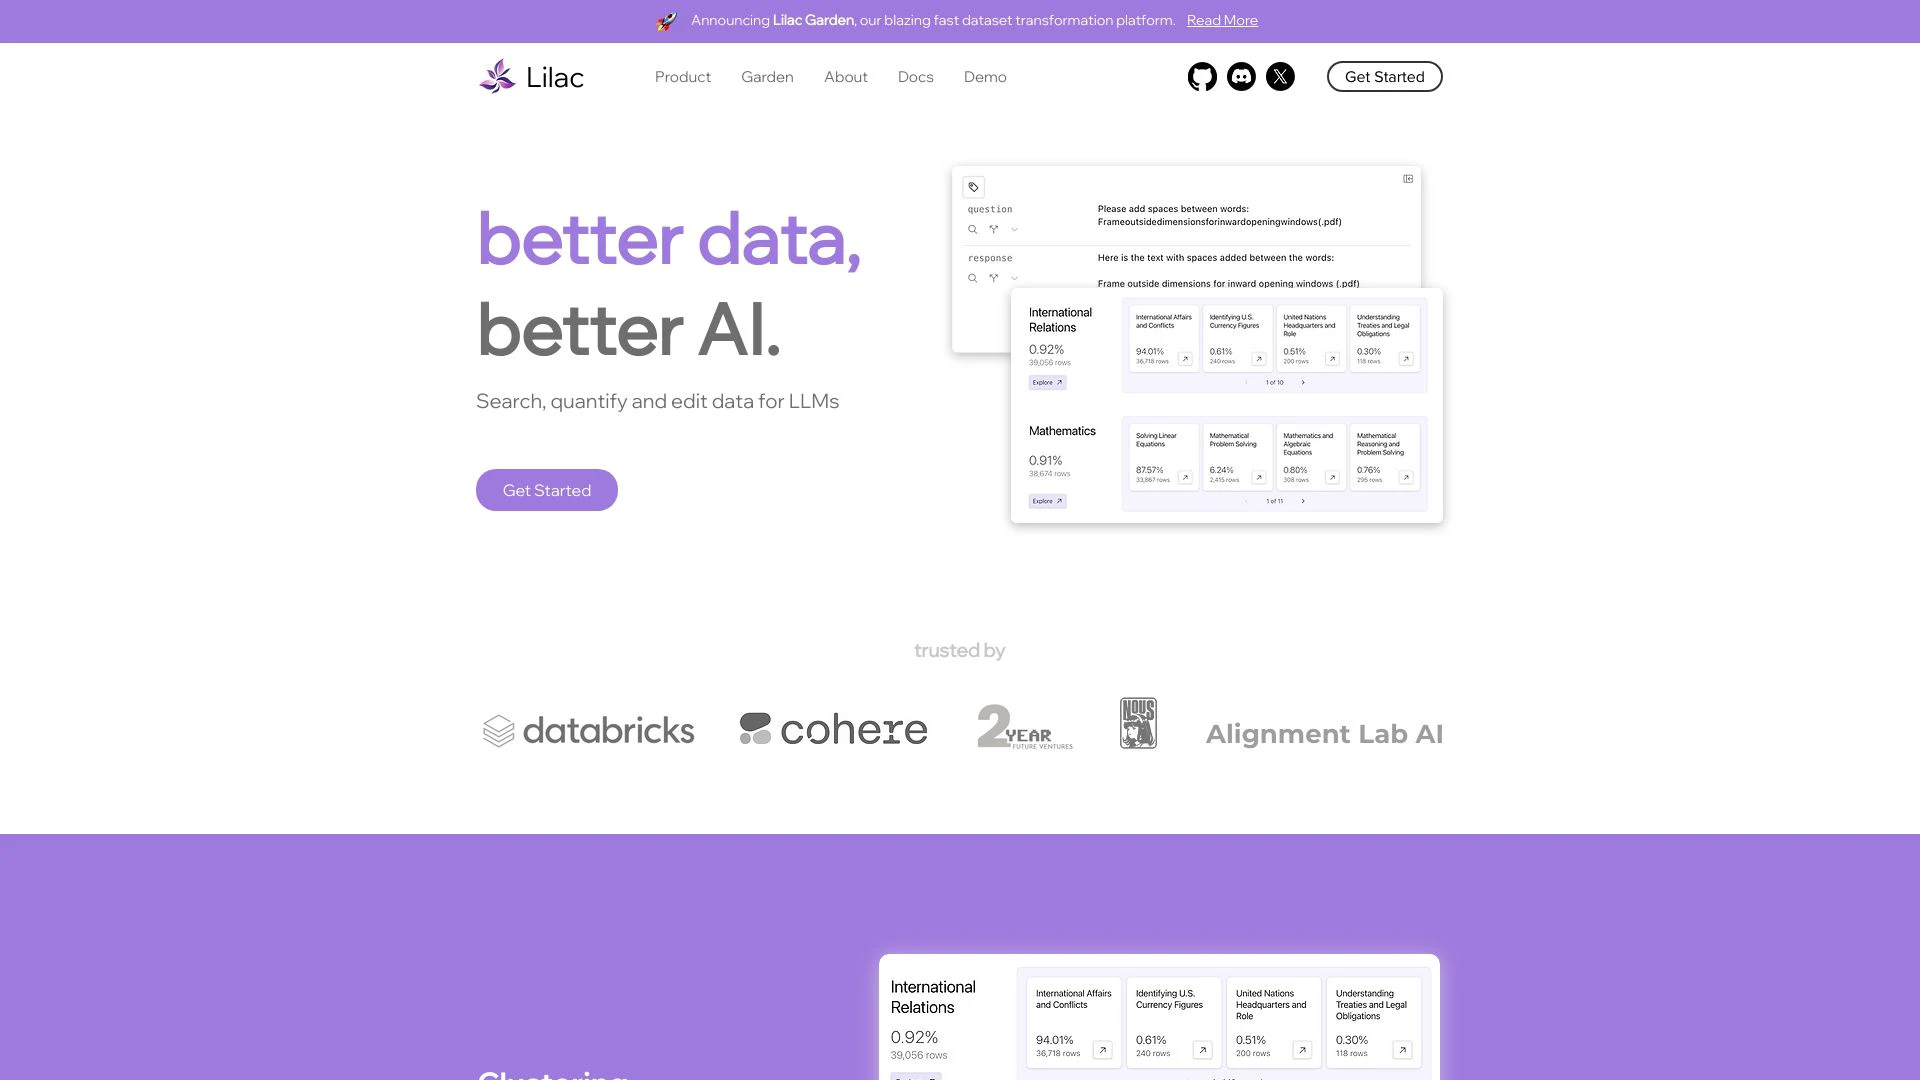 Announcing Lilac Garden, our blazing fast dataset transformation platform. Read More
Lilac
Product
Garden
About
Docs
Demo
Get Started
better data,
better AI.
Search, quantify and edit data for LLMs
Get Started
question
Please add spaces between words:
Frameoutsidedimensionsforinwardopeningwindows(.pdf)
response
Here is the text with spaces added between the words:
Frame outside dimensions for inward opening windows (.pdf)
International
Relations
0.92%
39,056 rows
Explore
International Affairs
and Conflicts
94.01%
36,718 rows
Identifying U.S.
Currency Figures
0.61%
240 rows
United Nations
Headquarters and
Role
0.51%
200 rows
Understanding
Treaties and Legal
Obligations
0.30%
118 rows
1 of 10
Mathematics
0.91%
38,674 rows
Explore
Solving Linear
Equations
87.57%
33,867 rows
Mathematical
Problem Solving
6.24%
2,415 rows
Mathematics and
Algebraic
Equations
0.80%
308 rows
Mathematical
Reasoning and
Problem Solving
0.76%
295 rows
1 of 11
trusted by
databricks
cohere
2 YEAR
FUTURE VENTURES
NOUS
Alignment Lab AI
Clustering
International
Relations
0.92%
39,056 rows
International Affairs
and Conflicts
94.01%
36,718 rows
Identifying U.S.
Currency Figures
0.61%
240 rows
United Nations
Headquarters and
Role
0.51%
200 rows
Understanding
Treaties and Legal
Obligations
0.30%
118 rows